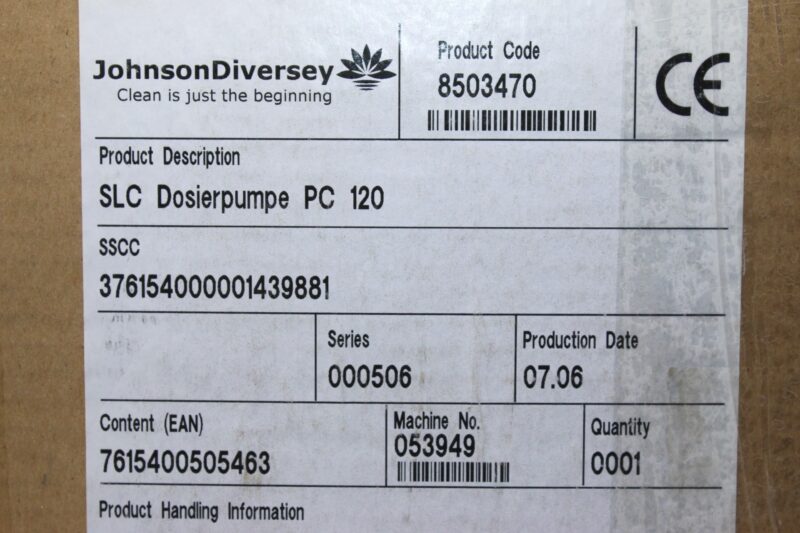 JohnsonDiversey
Clean is just the beginning
Product Code
8503470
CE
Product Description
SLC Dosierpumpe PC 120
SSCC
376154000001439881
Series
000506
Production Date
07.06
Content (EAN)
7615400505463
Machine No.
053949
Quantity
0001
Product Handling Information